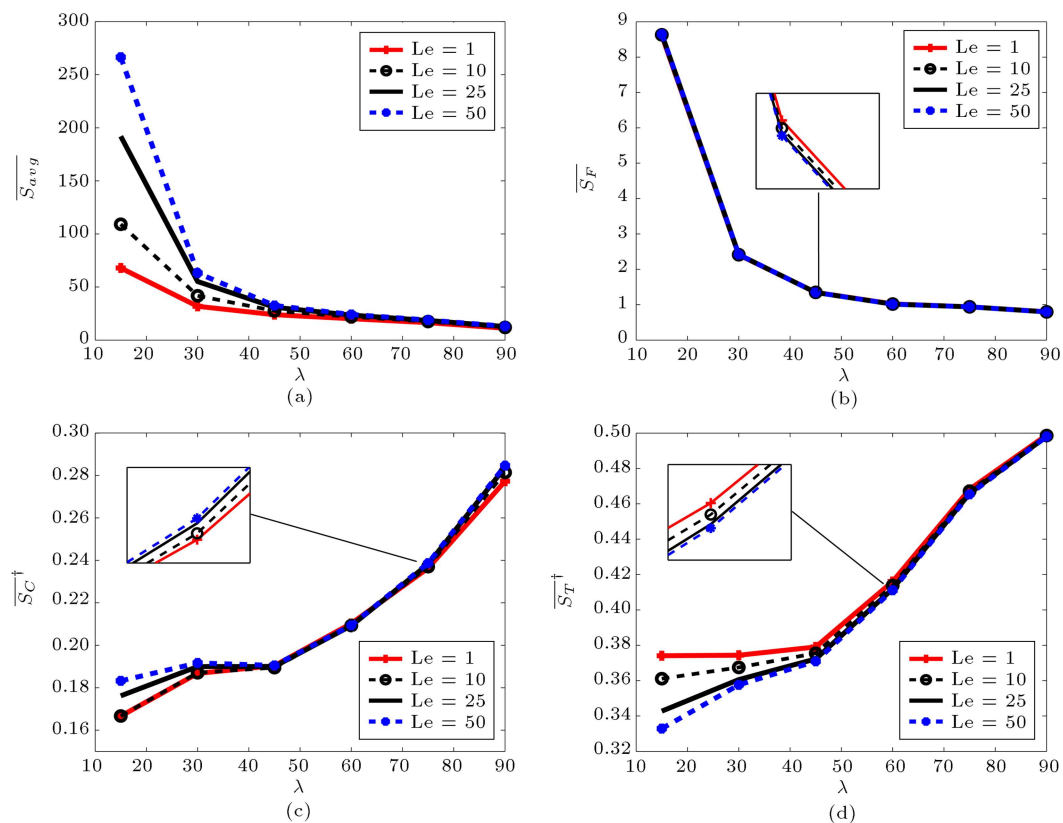 300
250
200
150
100
50
0
10 20 30 40 50 60 70 80 90
λ
S_avg
Le = 1
Le = 10
Le = 25
Le = 50
(a)
9
8
7
6
5
4
3
2
1
0
10 20 30 40 50 60 70 80 90
λ
S_F
Le = 1
Le = 10
Le = 25
Le = 50
(b)
0.30
0.28
0.26
0.24
0.22
0.20
0.18
0.16
10 20 30 40 50 60 70 80 90
λ
S_C†
Le = 1
Le = 10
Le = 25
Le = 50
(c)
0.50
0.48
0.46
0.44
0.42
0.40
0.38
0.36
0.34
0.32
10 20 30 40 50 60 70 80 90
λ
S_T†
Le = 1
Le = 10
Le = 25
Le = 50
(d)